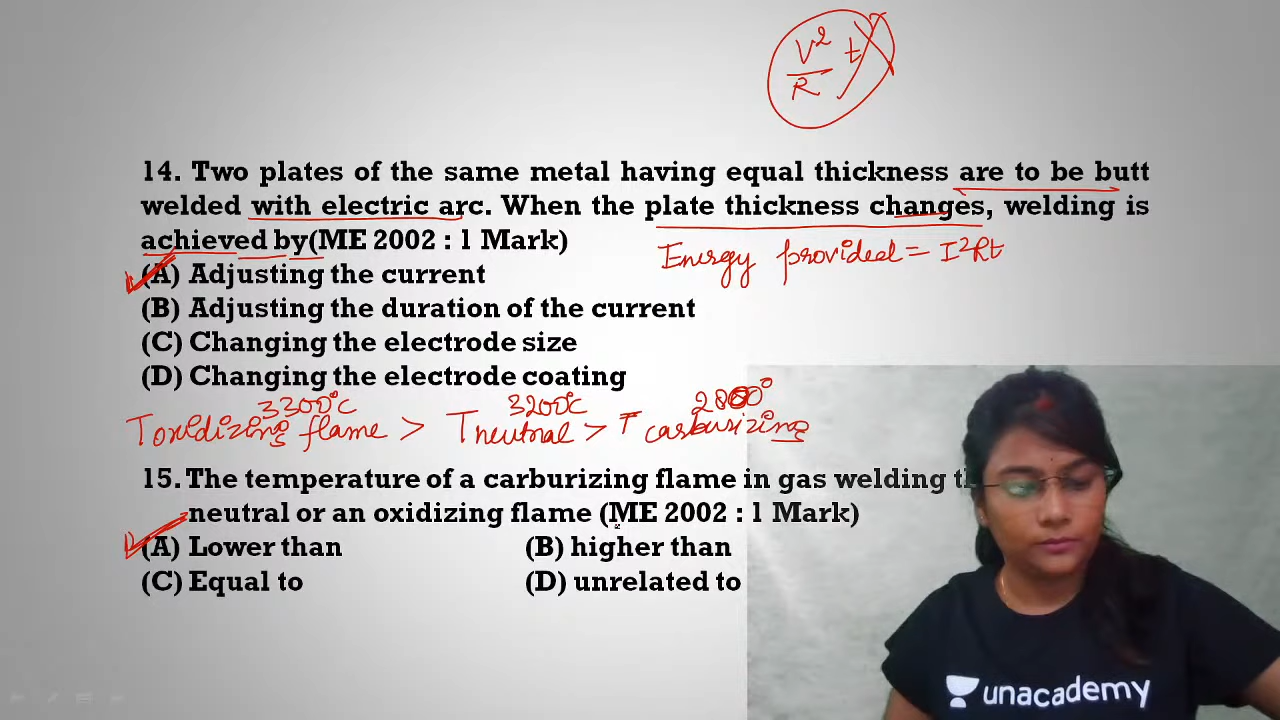 V²/R t
14. Two plates of the same metal having equal thickness are to be butt
welded with electric arc. When the plate thickness changes, welding is
achieved by(ME 2002 : 1 Mark)
Energy provided = I²Rt
(A) Adjusting the current
(B) Adjusting the duration of the current
(C) Changing the electrode size
(D) Changing the electrode coating
3300°C 3200°C 2800°
Toxidizing flame > Tneutral > T carburizing
15. The temperature of a carburizing flame in gas welding
neutral or an oxidizing flame (ME 2002 : 1 Mark)
(A) Lower than (B) higher than
(C) Equal to (D) unrelated to
unacademy